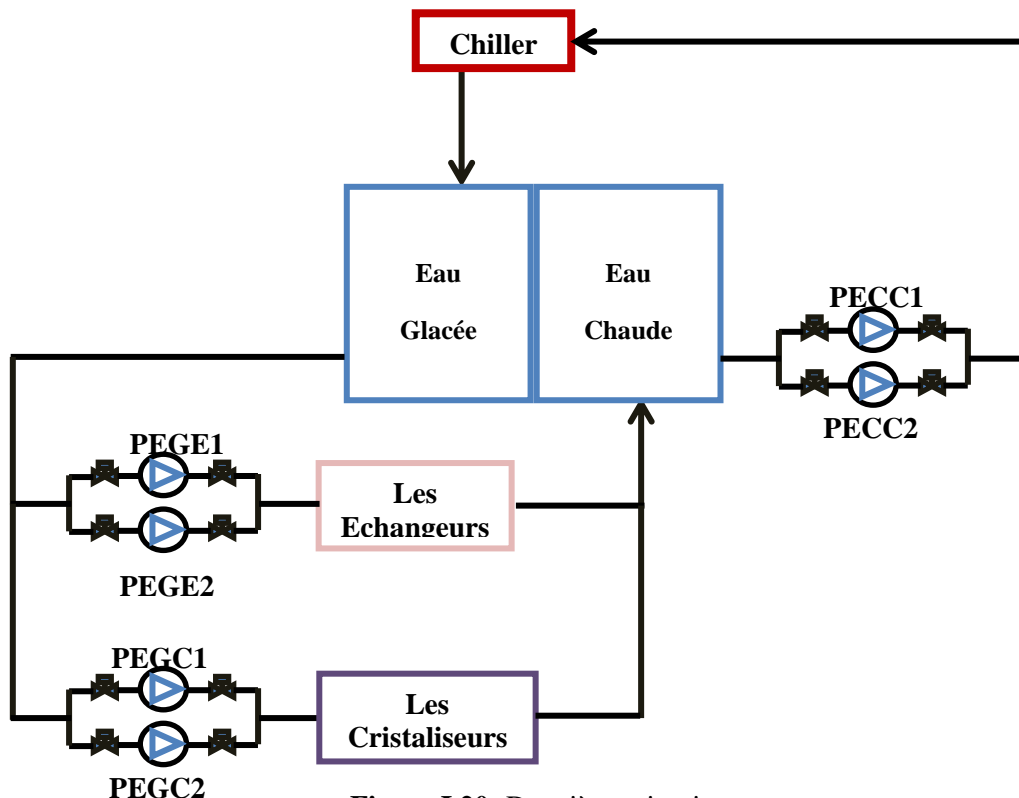 Chiller
Eau
Glacée
Eau
Chaude
PECC1
PECC2
PEGE1
PEGE2
Les
Echangeurs
PEGC1
PEGC2
Les
Cristaliseurs